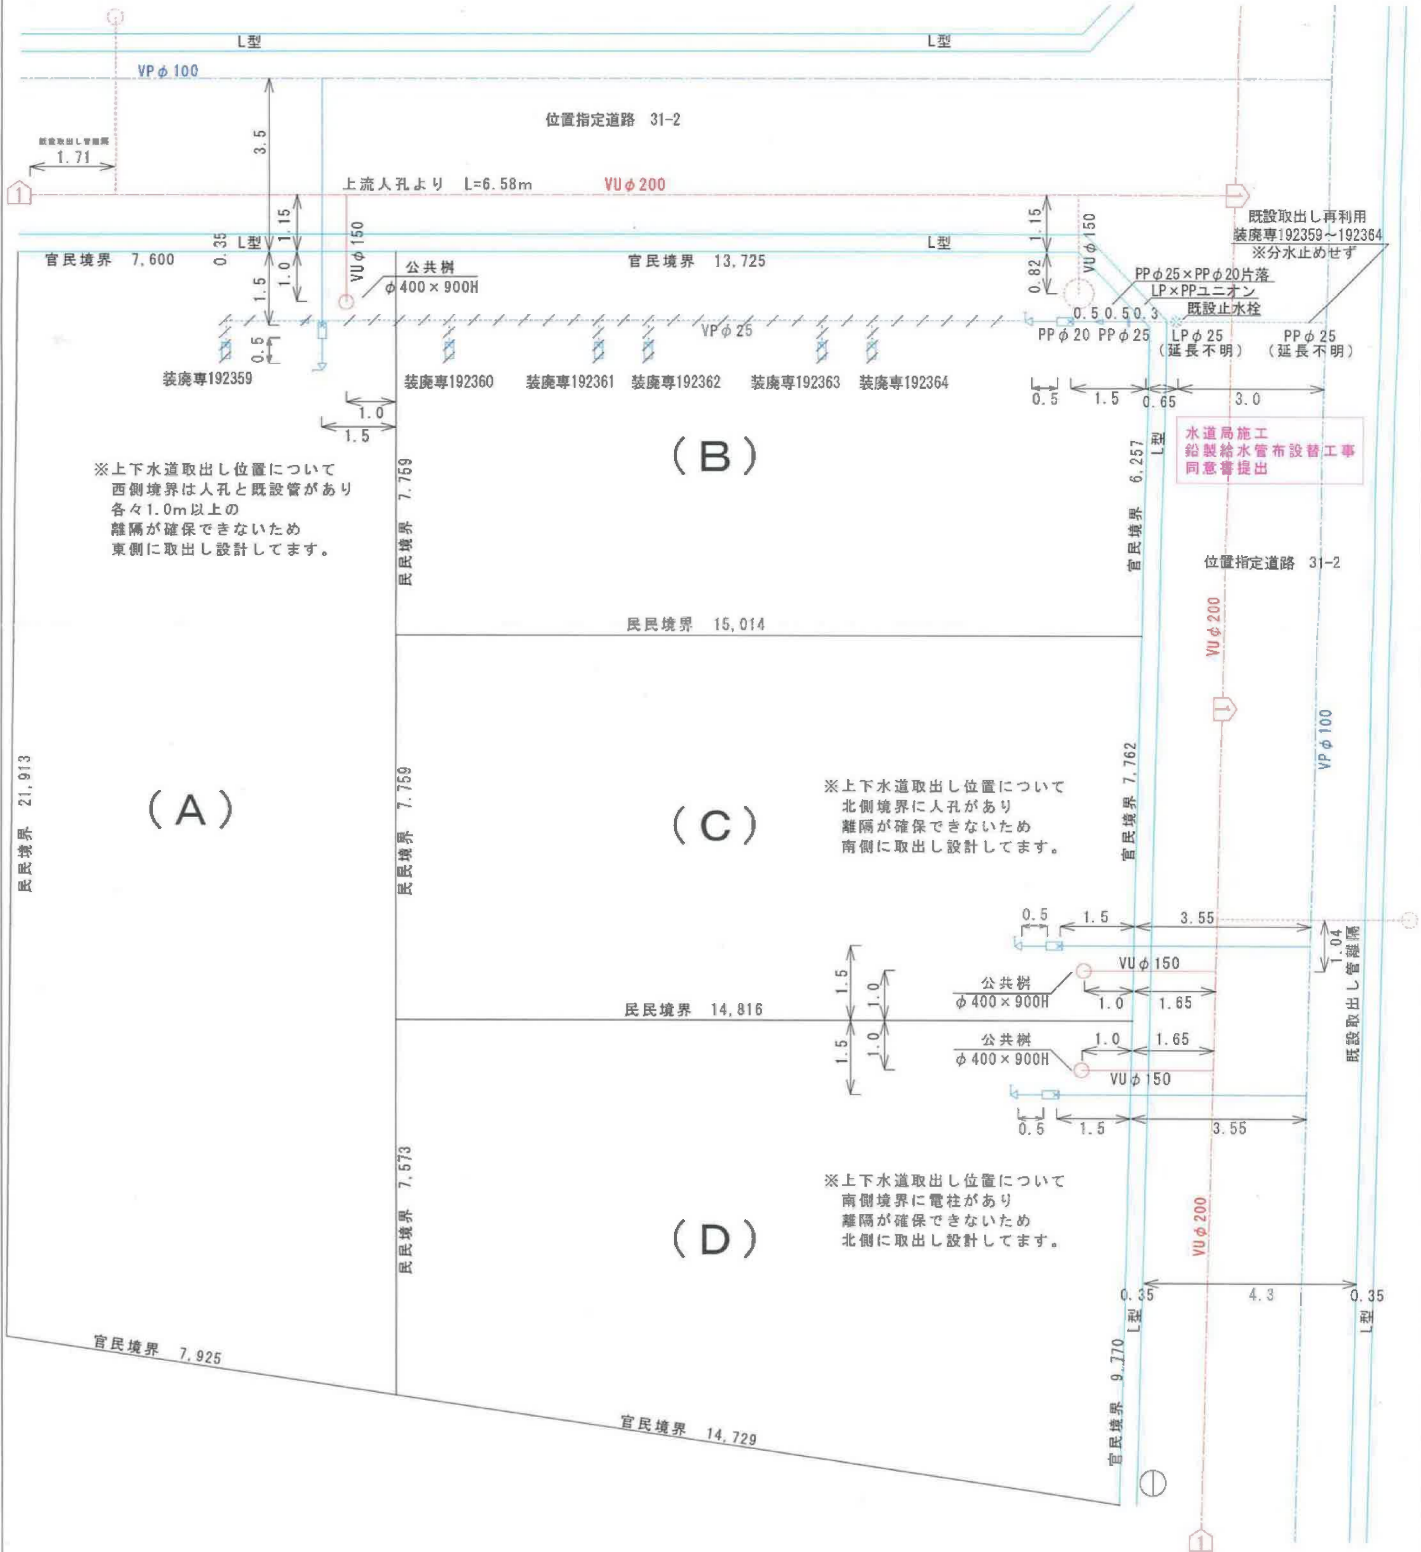 L型
L型
VPφ100
位置指定道路 31-2
既設取出し管離隔
1.71
3.5
1
上流人孔より L=6.58m
VUφ200
1
1.15
VUφ150
1.15
VUφ150
既設取出し再利用
装廃専192359～192364
※分水止めせず
0.35
L型
L型
官民境界 7,600
官民境界 13,725
1.5
1.0
公共桝
φ400×900H
0.82
PPφ25×PPφ20片落
LP×PPユニオン
既設止水栓
0.5
0.5
0.3
VPφ25
PPφ20
PPφ25
LPφ25
(延長不明)
PPφ25
(延長不明)
0.5
装廃専192359
装廃専192360
装廃専192361
装廃専192362
装廃専192363
装廃専192364
1.0
1.5
0.5
1.5
0.65
3.0
水道局施工
鉛製給水管布設替工事
同意書提出
(B)
L型
官民境界 6,257
※上下水道取出し位置について
西側境界は人孔と既設管があり
各々1.0m以上の
離隔が確保できないため
東側に取出し設計してます。
民民境界 7.759
位置指定道路 31-2
民民境界 15,014
VUφ200
1
VPφ100
民民境界 21,913
(A)
民民境界 7.759
(C)
※上下水道取出し位置について
北側境界に人孔があり
離隔が確保できないため
南側に取出し設計してます。
官民境界 7,762
0.5
1.5
3.55
1.04
既設取出し管離隔
1.5
1.0
公共桝
φ400×900H
VUφ150
1.0
1.65
民民境界 14,816
1.5
1.0
公共桝
φ400×900H
1.0
1.65
VUφ150
0.5
1.5
3.55
民民境界 7,573
(D)
※上下水道取出し位置について
南側境界に電柱があり
離隔が確保できないため
北側に取出し設計してます。
VUφ200
0.35
4.3
0.35
L型
L型
官民境界 7,925
官民境界 9.770
官民境界 14,729
1